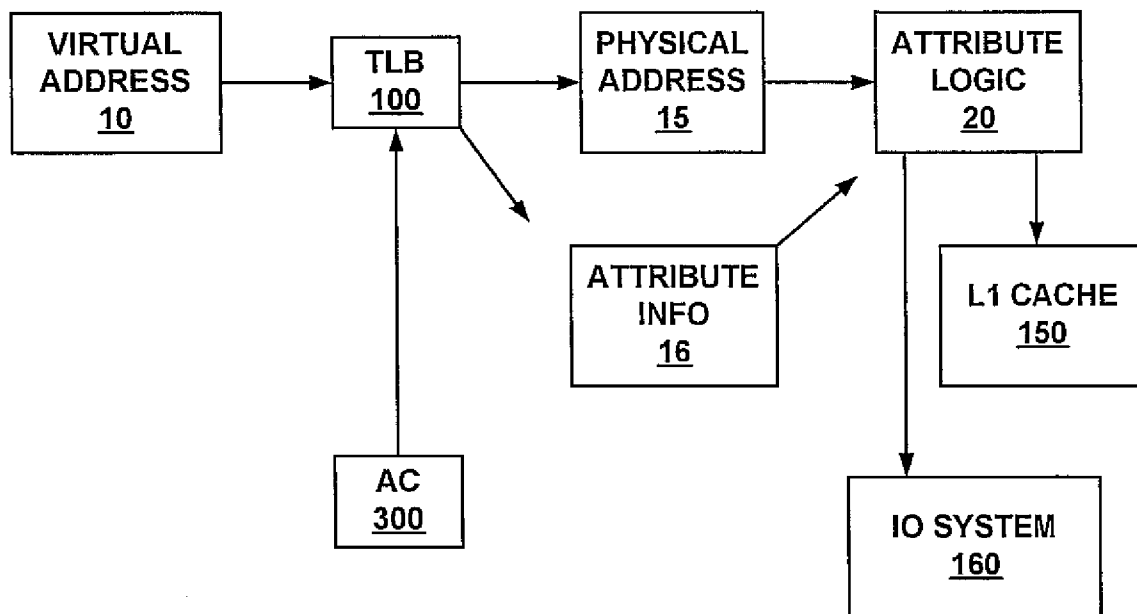 VIRTUAL
ADDRESS
10
TLB
100
PHYSICAL
ADDRESS
15
ATTRIBUTE
LOGIC
20
ATTRIBUTE
INFO
16
L1 CACHE
150
AC
300
IO SYSTEM
160